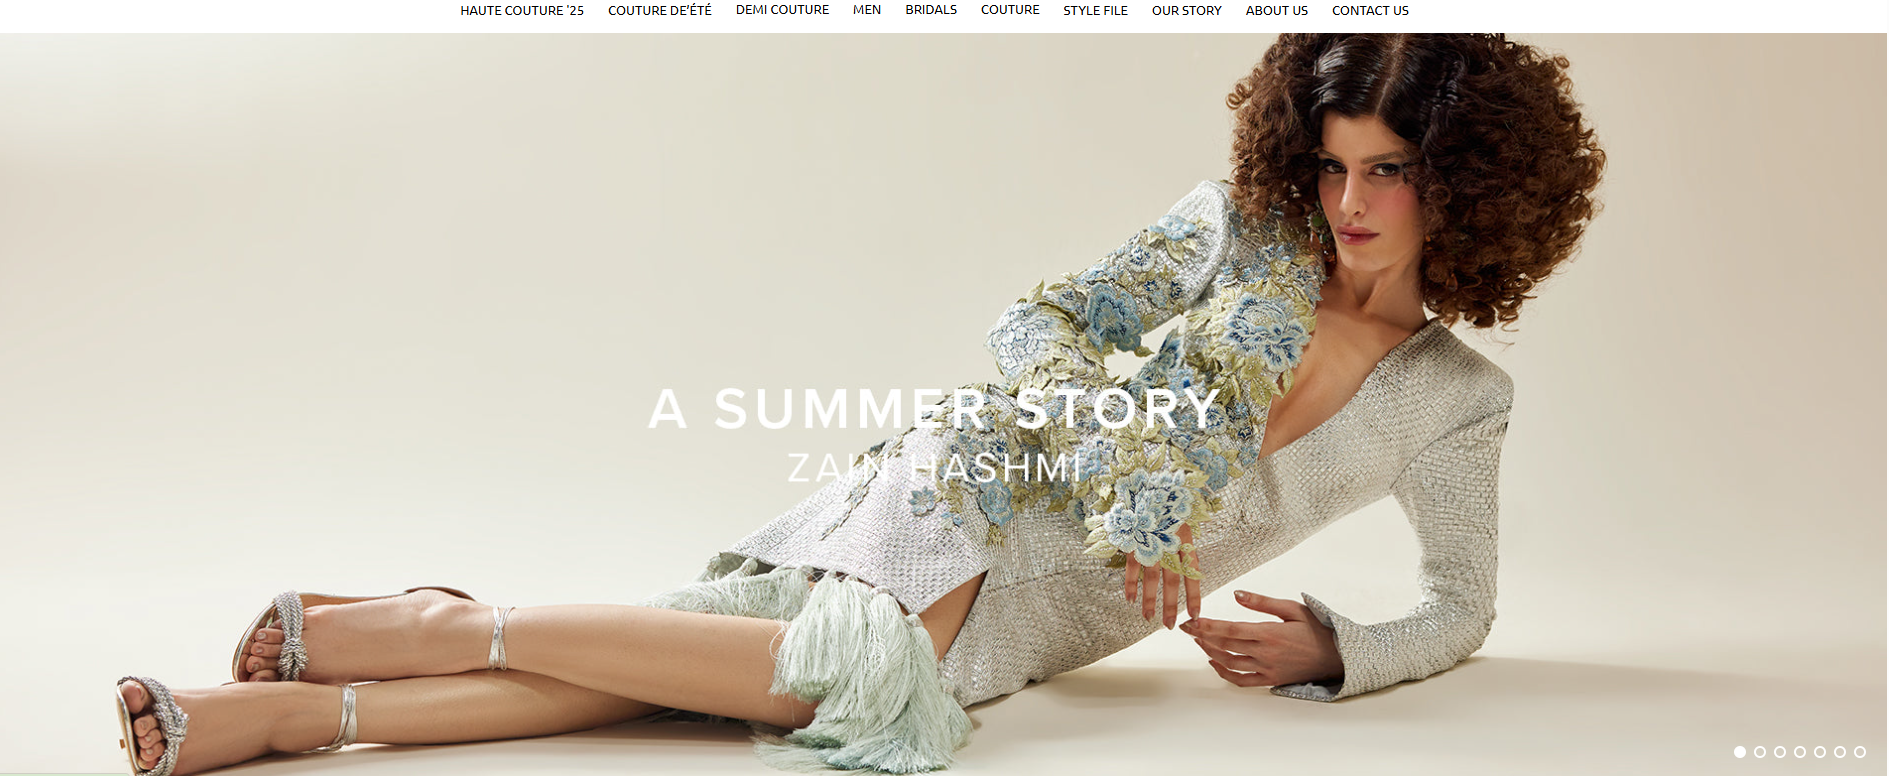 HAUTE COUTURE '25 COUTURE DE'ÉTÉ DEMI COUTURE MEN BRIDALS COUTURE STYLE FILE OUR STORY ABOUT US CONTACT US
A SUMMER STORY
ZAIN HASHMI